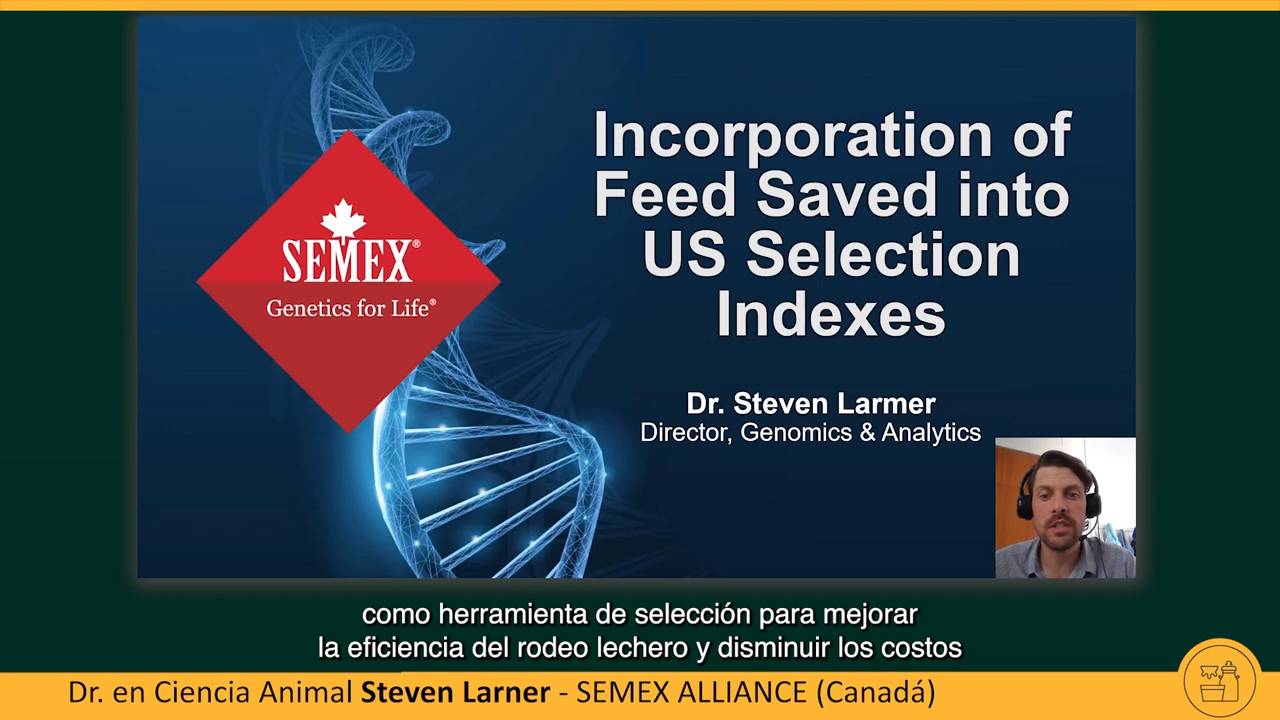 Incorporation of
Feed Saved into
US Selection
Indexes
SEMEX®
Genetics for Life®
Dr. Steven Larmer
Director, Genomics & Analytics
como herramienta de selección para mejorar
la eficiencia del rodeo lechero y disminuir los costos
Dr. en Ciencia Animal Steven Larner - SEMEX ALLIANCE (Canadá)